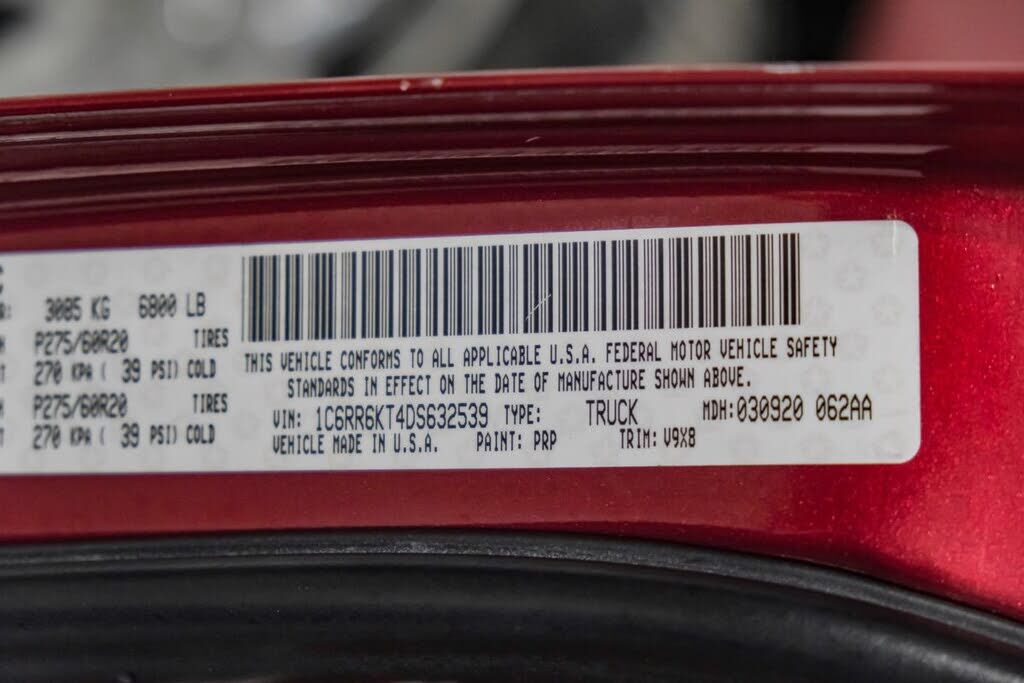 3085 KG 6800 LB
P275/60R20 TIRES
270 KPA ( 39 PSI) COLD
P275/60R20 TIRES
270 KPA ( 39 PSI) COLD
THIS VEHICLE CONFORMS TO ALL APPLICABLE U.S.A. FEDERAL MOTOR VEHICLE SAFETY
STANDARDS IN EFFECT ON THE DATE OF MANUFACTURE SHOWN ABOVE.
VIN: 1C6RR6KT4DS632539 TYPE: TRUCK MDH:030920 062AA
VEHICLE MADE IN U.S.A. PAINT: PRP TRIM: V9X8